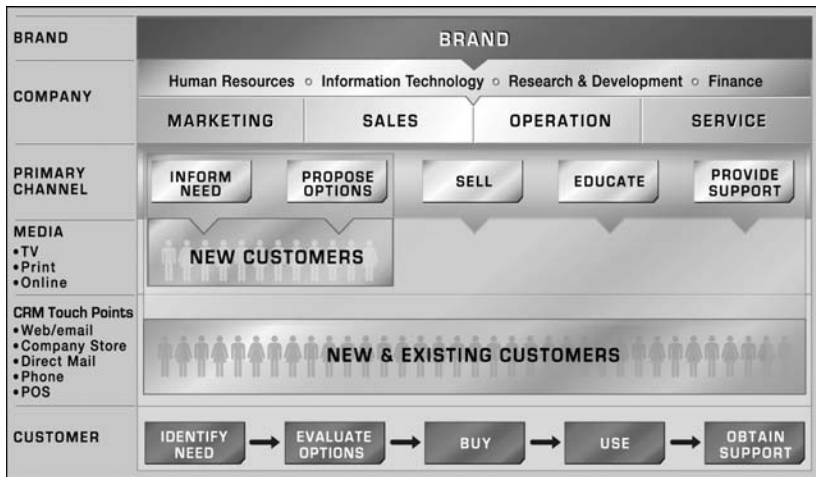 BRAND
BRAND
COMPANY
Human Resources ○ Information Technology ○ Research & Development ○ Finance
MARKETING
SALES
OPERATION
SERVICE
PRIMARY
CHANNEL
INFORM
NEED
PROPOSE
OPTIONS
SELL
EDUCATE
PROVIDE
SUPPORT
MEDIA
•TV
•Print
•Online
NEW CUSTOMERS
CRM Touch Points
•Web/email
•Company Store
•Direct Mail
•Phone
•POS
NEW & EXISTING CUSTOMERS
CUSTOMER
IDENTIFY
NEED
EVALUATE
OPTIONS
BUY
USE
OBTAIN
SUPPORT